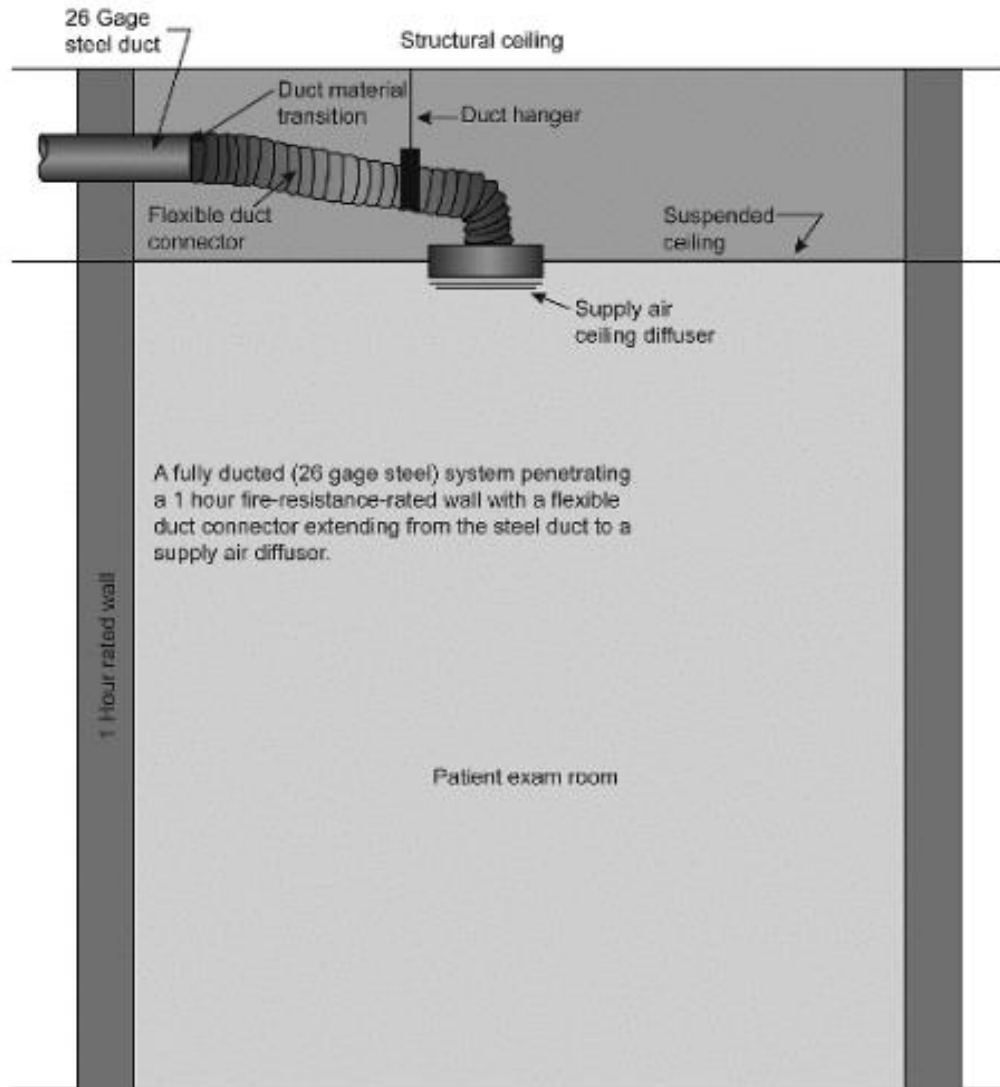 26 Gage
steel duct
Structural ceiling
Duct material
transition
Duct hanger
Flexible duct
connector
Suspended
ceiling
Supply air
ceiling diffuser
A fully ducted (26 gage steel) system penetrating
a 1 hour fire-resistance-rated wall with a flexible
duct connector extending from the steel duct to a
supply air diffusor.
1 Hour rated wall
Patient exam room